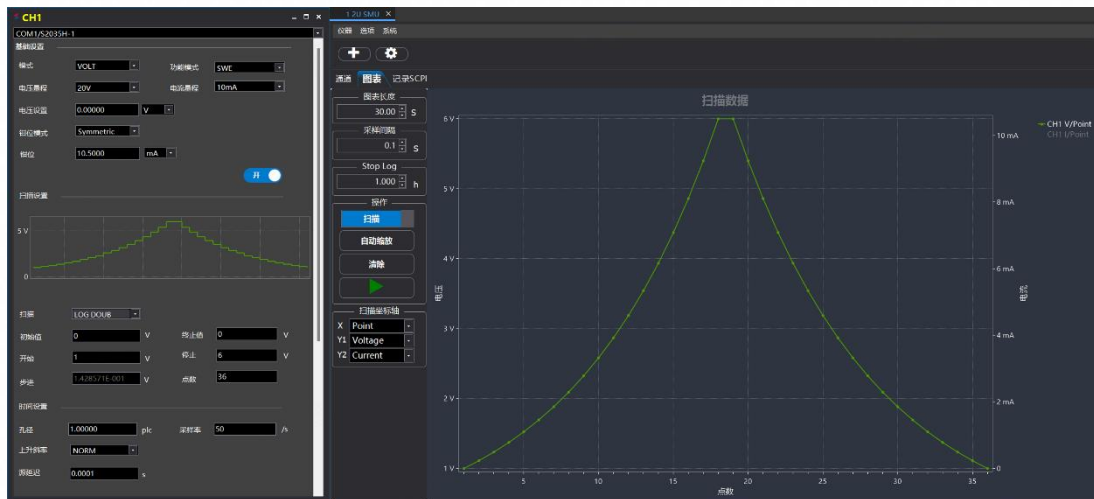 CH1
COM1/S2035H-1
基础设置
模式 VOLT 功能模式 SWE
电压量程 20V 电流量程 10mA
电压设置 0.00000 V
钳位模式 Symmetric
钳位 10.5000 mA
开
扫描设置
5 V
0
扫描 LOG DOUB
初始值 0 V 终止值 0 V
开始 1 V 停止 6 V
步进 1.428571E-001 V 点数 36
时间设置
孔径 1.00000 plc 采样率 50 /s
上升斜率 NORM
源延迟 0.0001 s
1 2U SMU
仪器 选项 系统
通道 图表 记录SCPI
图表长度
30.00 S
采样间隔
0.1 S
Stop Log
1.000 h
操作
扫描
自动缩放
清除
扫描坐标轴
X Point
Y1 Voltage
Y2 Current
扫描数据
6 V
5 V
4 V
3 V
2 V
1 V
电压
5 10 15 20 25 30 35
点数
10 mA
8 mA
6 mA
4 mA
2 mA
0
电流
CH1 V/Point
CH1 I/Point